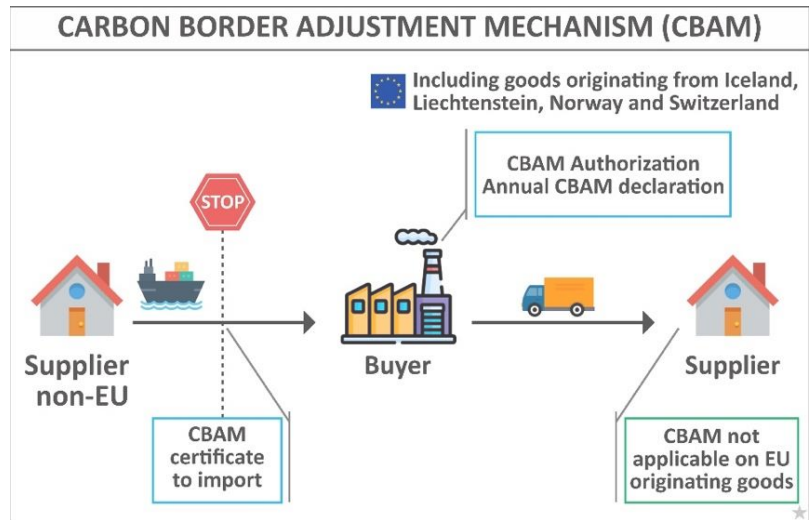 CARBON BORDER ADJUSTMENT MECHANISM (CBAM)
Including goods originating from Iceland,
Liechtenstein, Norway and Switzerland
CBAM Authorization
Annual CBAM declaration
STOP
Supplier
non-EU
Buyer
Supplier
CBAM
certificate
to import
CBAM not
applicable on EU
originating goods